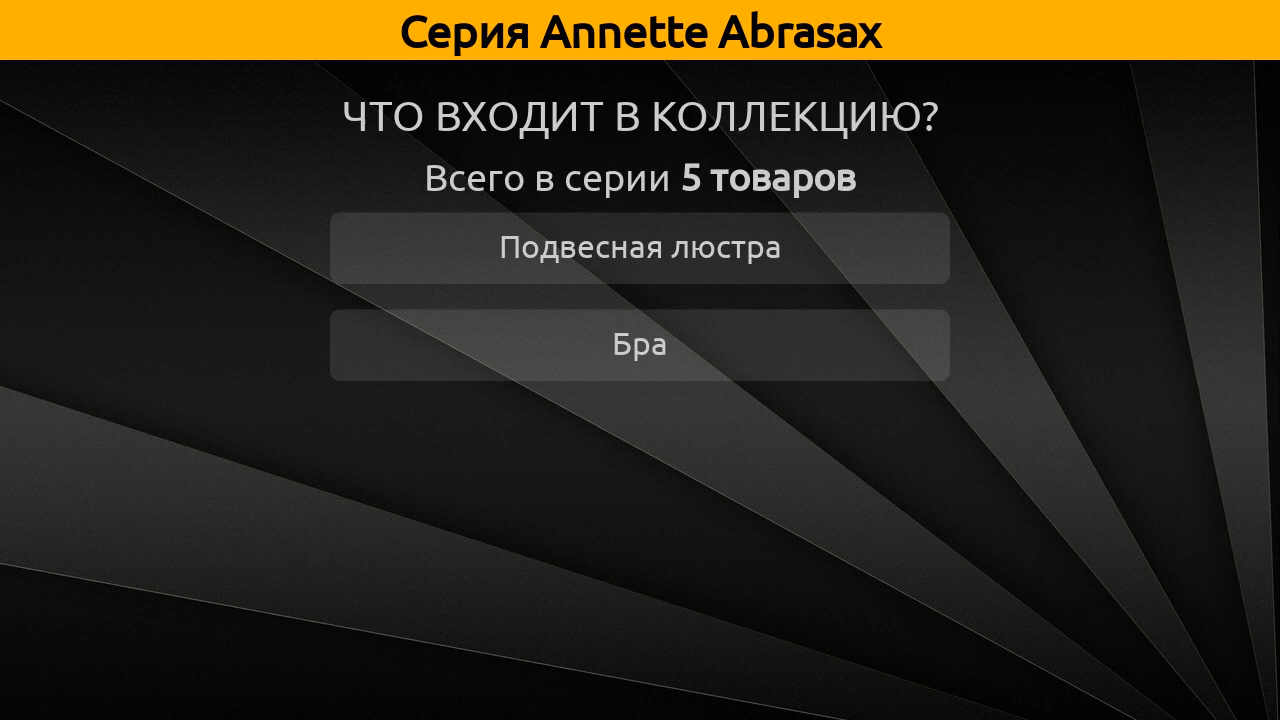 Серия Annette Abrasax
ЧТО ВХОДИТ В КОЛЛЕКЦИЮ?
Всего в серии 5 товаров
Подвесная люстра
Бра